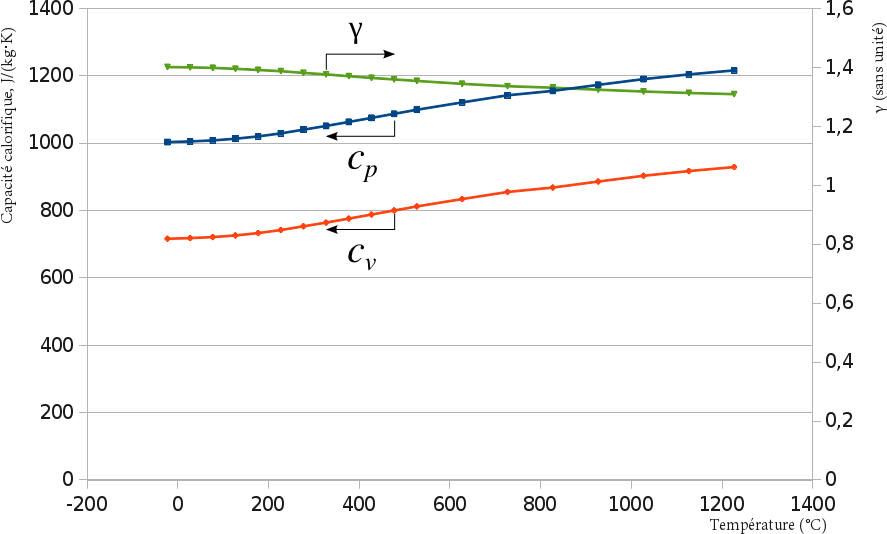 Capacité calorifique, J/(kg·K)
1400
1200
1000
800
600
400
200
0
γ
cp
cv
1,6
1,4
1,2
1
0,8
0,6
0,4
0,2
0
γ (sans unité)
-200 0 200 400 600 800 1000 1200 1400
Température (°C)